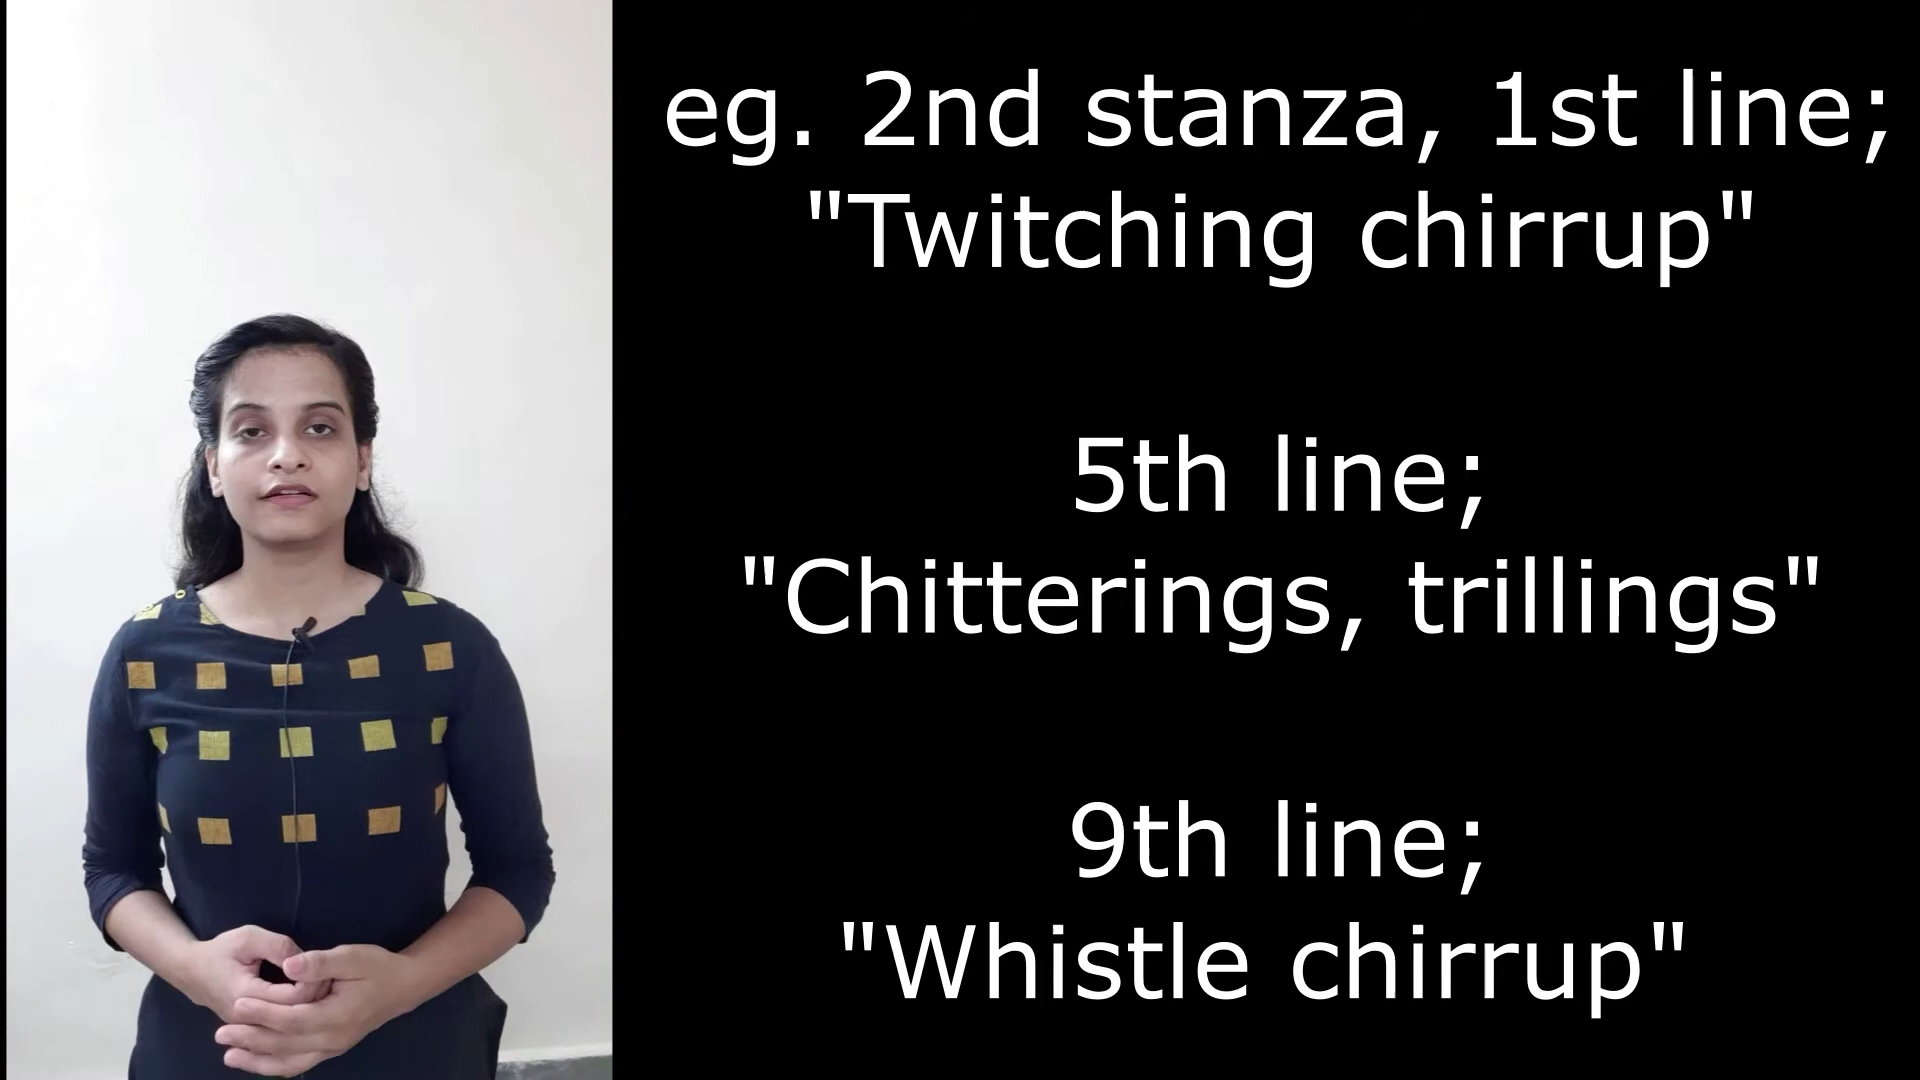 eg. 2nd stanza, 1st line;
"Twitching chirrup"
5th line;
"Chitterings, trillings"
9th line;
"Whistle chirrup"